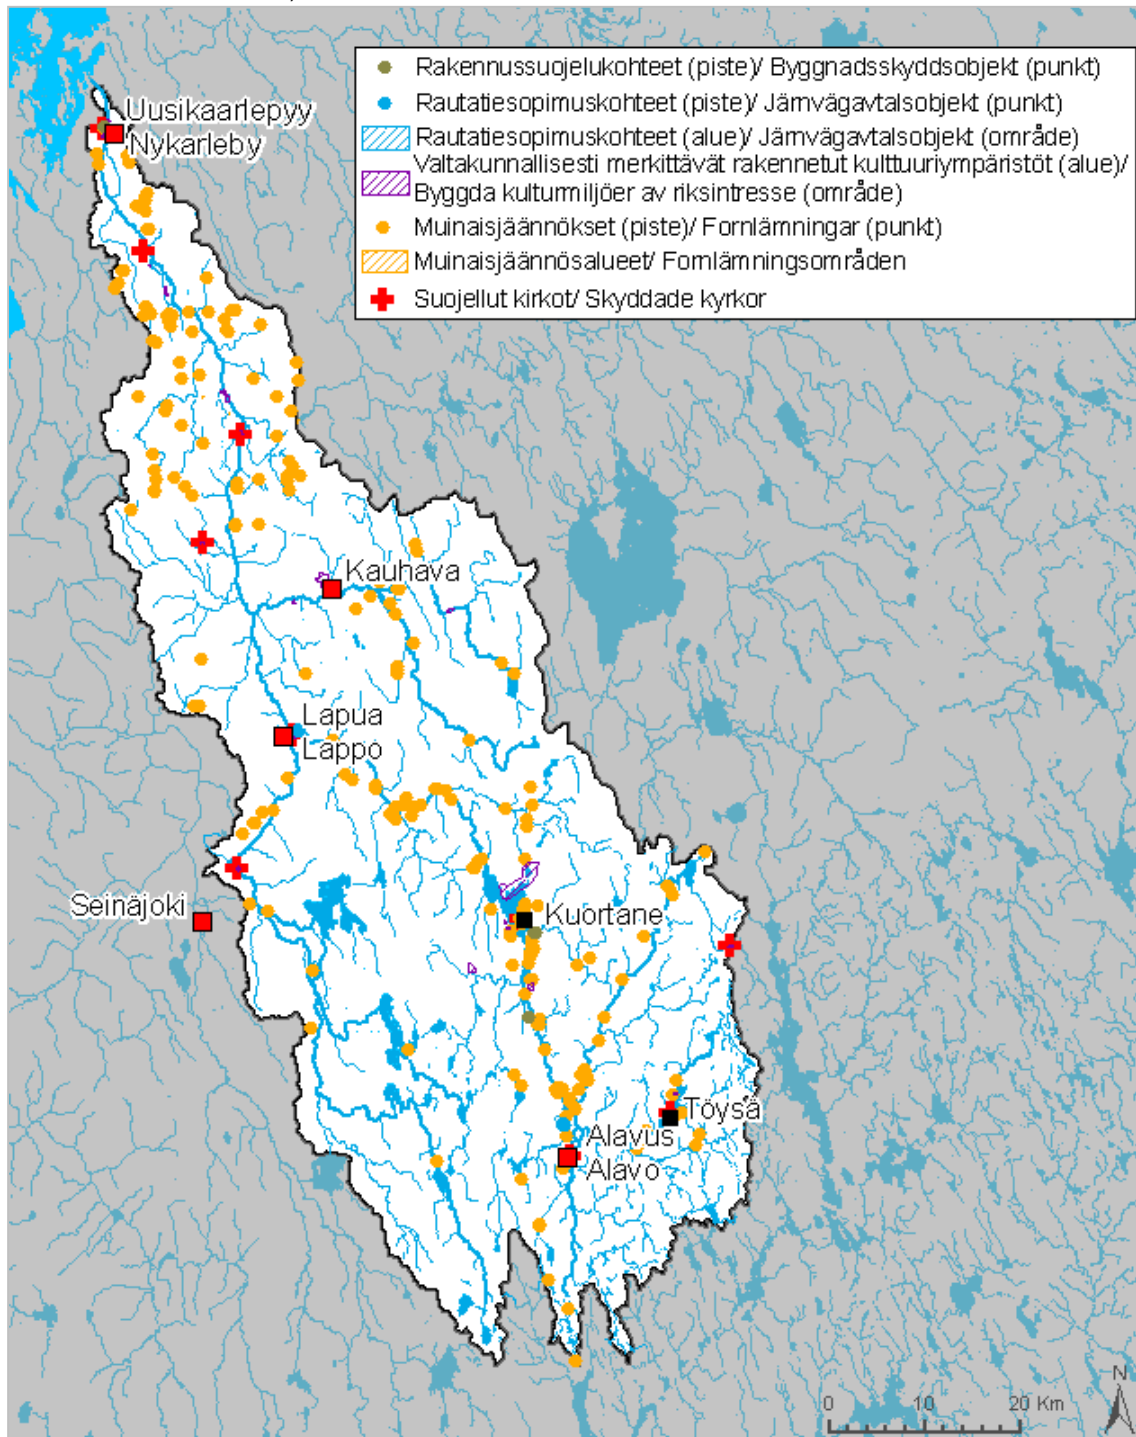 Rakennussuojelukohteet (piste)/ Byggnadsskyddsobjekt (punkt)
Rautatiesopimuskohteet (piste)/ Järnvägavtalsobjekt (punkt)
Rautatiesopimuskohteet (alue)/ Järnvägavtalsobjekt (område)
Valtakunnallisesti merkittävät rakennetut kulttuuriympäristöt (alue)/
Byggda kulturmiljöer av riksintresse (område)
Muinaisjäännökset (piste)/ Fornlämningar (punkt)
Muinaisjäännösalueet/ Fornlämningsområden
Suojellut kirkot/ Skyddade kyrkor
Uusikaarlepyy
Nykarleby
Kauhava
Lapua
Lappo
Seinäjoki
Kuortane
Töysä
Alavus
Alavo
N
0 10 20 Km